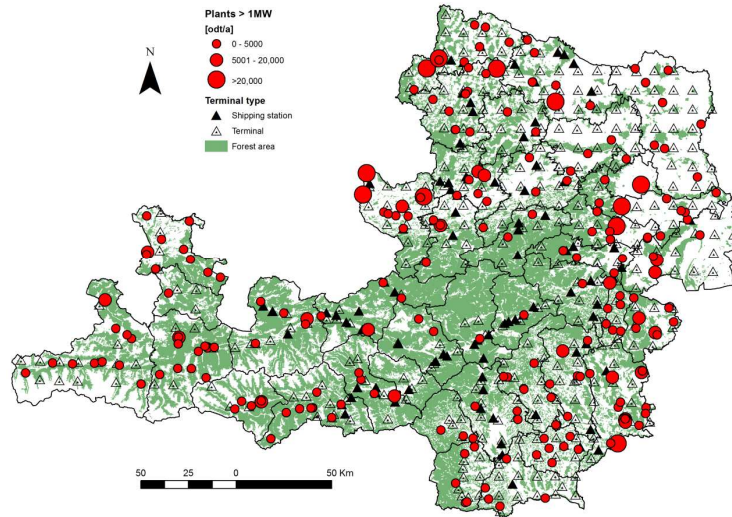 Plants > 1MW
[odt/a]
0 - 5000
5001 - 20,000
>20,000
Terminal type
Shipping station
Terminal
Forest area
N
50 25 0 50 Km